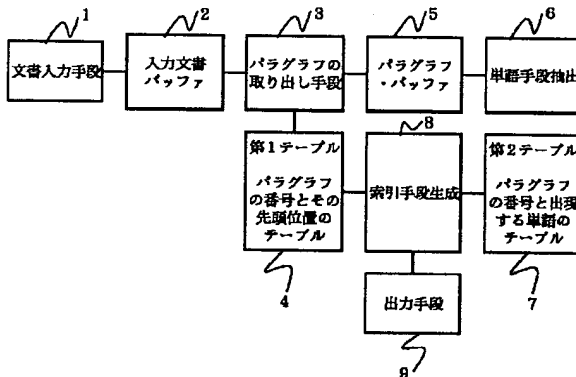 1
2
3
5
6
文書入力手段
入力文書
バッファ
パラグラフの
取り出し手段
パラグラフ
・バッファ
単語手段抽出
8
第1テーブル
パラグラフ
の番号とその
先頭位置の
テーブル
索引手段生成
第2テーブル
パラグラフ
の番号と出現
する単語の
テーブル
4
出力手段
7
9